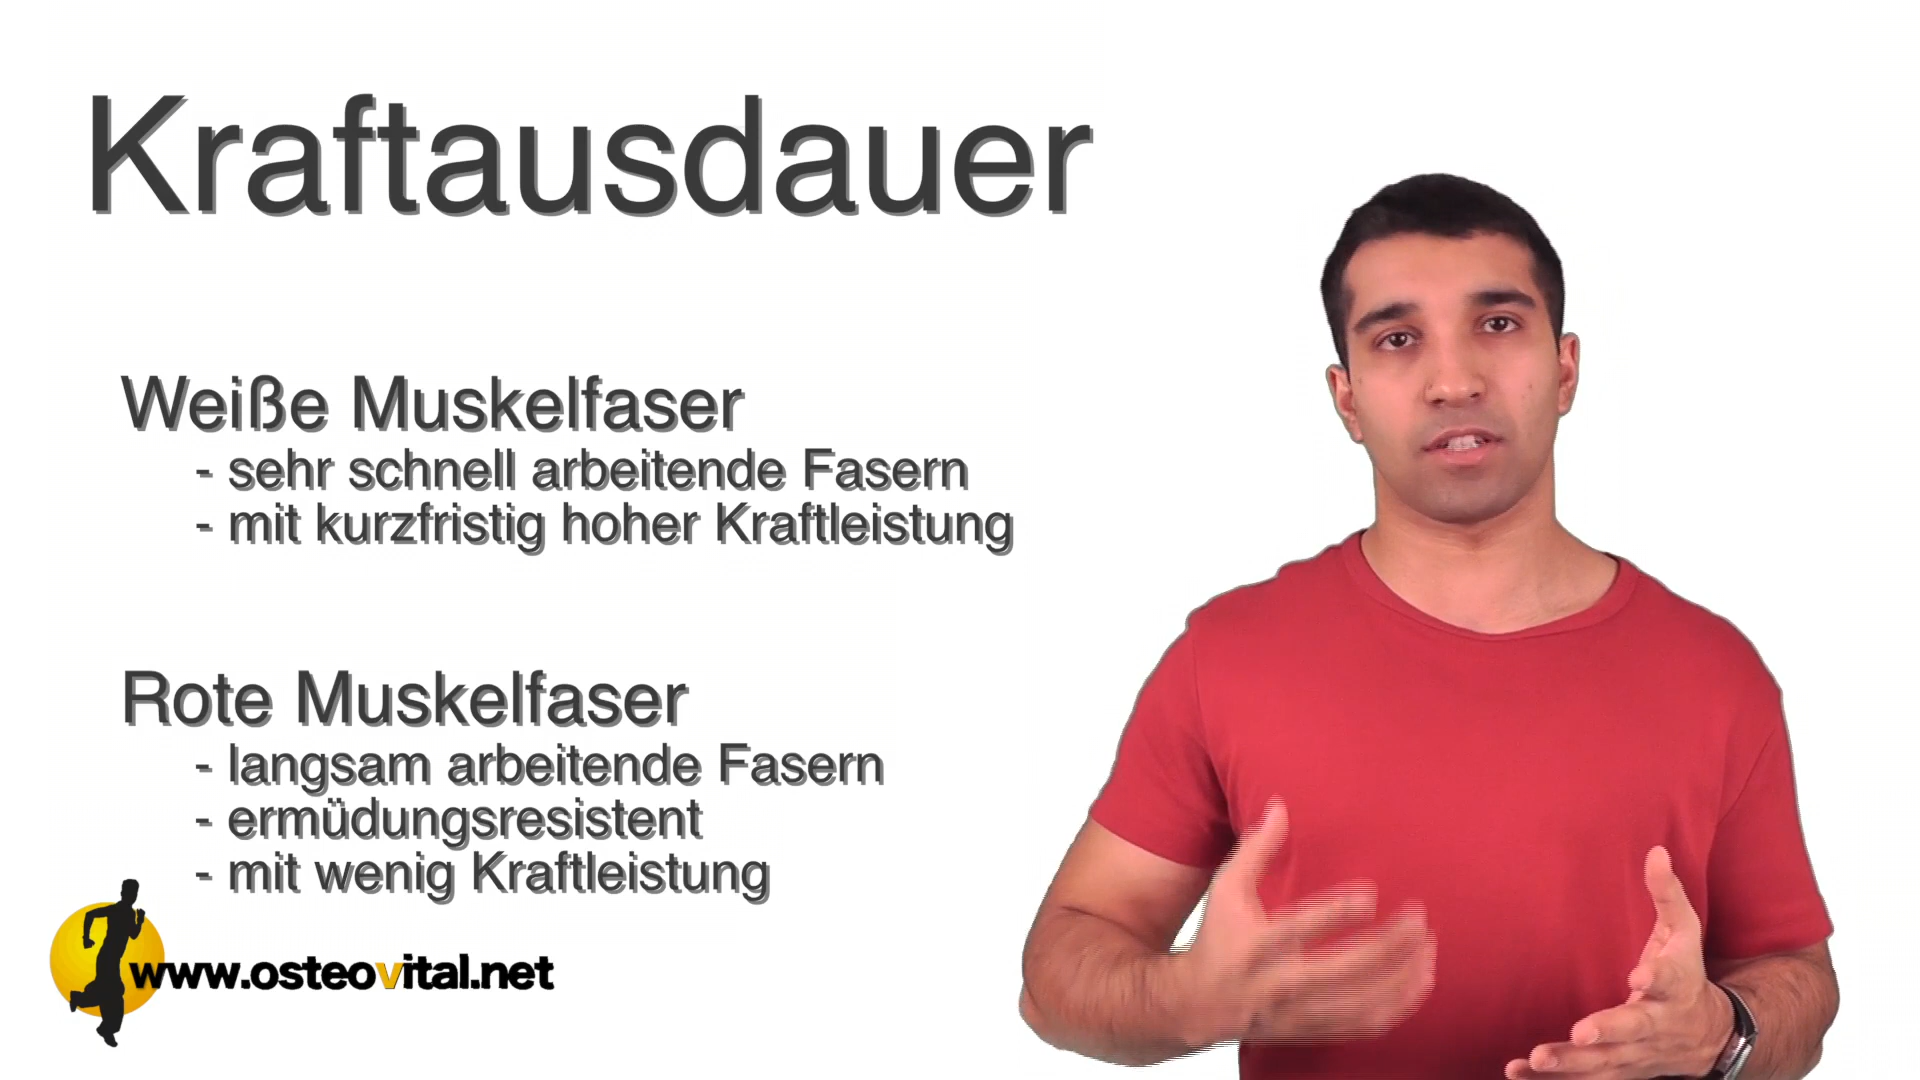 Kraftausdauer
Weiße Muskelfaser
- sehr schnell arbeitende Fasern
- mit kurzfristig hoher Kraftleistung
Rote Muskelfaser
- langsam arbeitende Fasern
- ermüdungsresistent
- mit wenig Kraftleistung
www.osteovital.net